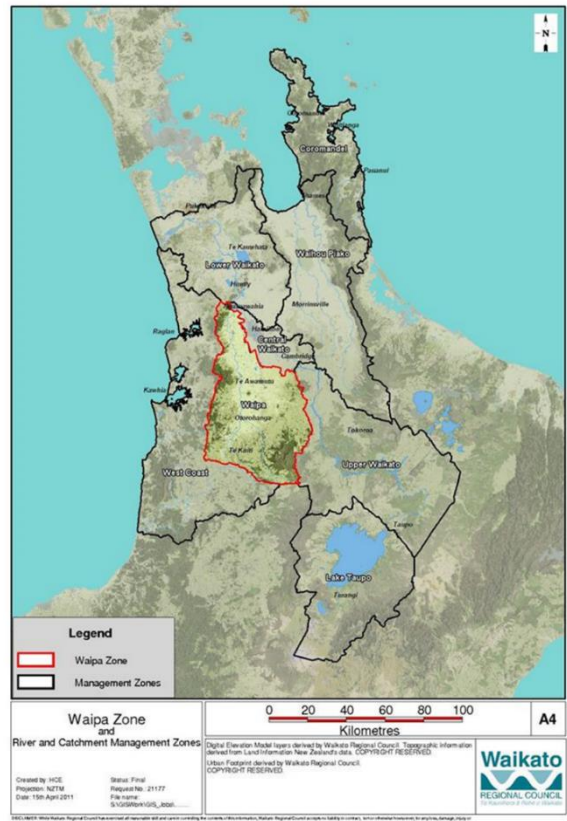 N
Coromandel
Pauanui
Waihou Piako
Te Kauwhata
Lower Waikato
Huntly
Morrinsville
Raglan
Central
Waikato
Cambridge
Kawhia
Te Awamutu
Waipa
Otorohanga
Tokoroa
Te Kuiti
Upper Waikato
West Coast
Taupo
Lake Taupo
Turangi
Legend
Waipa Zone
Management Zones
Waipa Zone
and
River and Catchment Management Zones
Created by: HCE
Status: Final
Projection: NZTM
Request No.: 21177
Date: 15th April 2011
File name:
0 20 40 60 80 100
Kilometres
A4
Digital Elevation Model layers derived by Waikato Regional Council. Topographic information
derived from Land Information New Zealand's data. COPYRIGHT RESERVED.
Urban Footprint derived by Waikato Regional Council.
COPYRIGHT RESERVED.
Waikato
REGIONAL COUNCIL